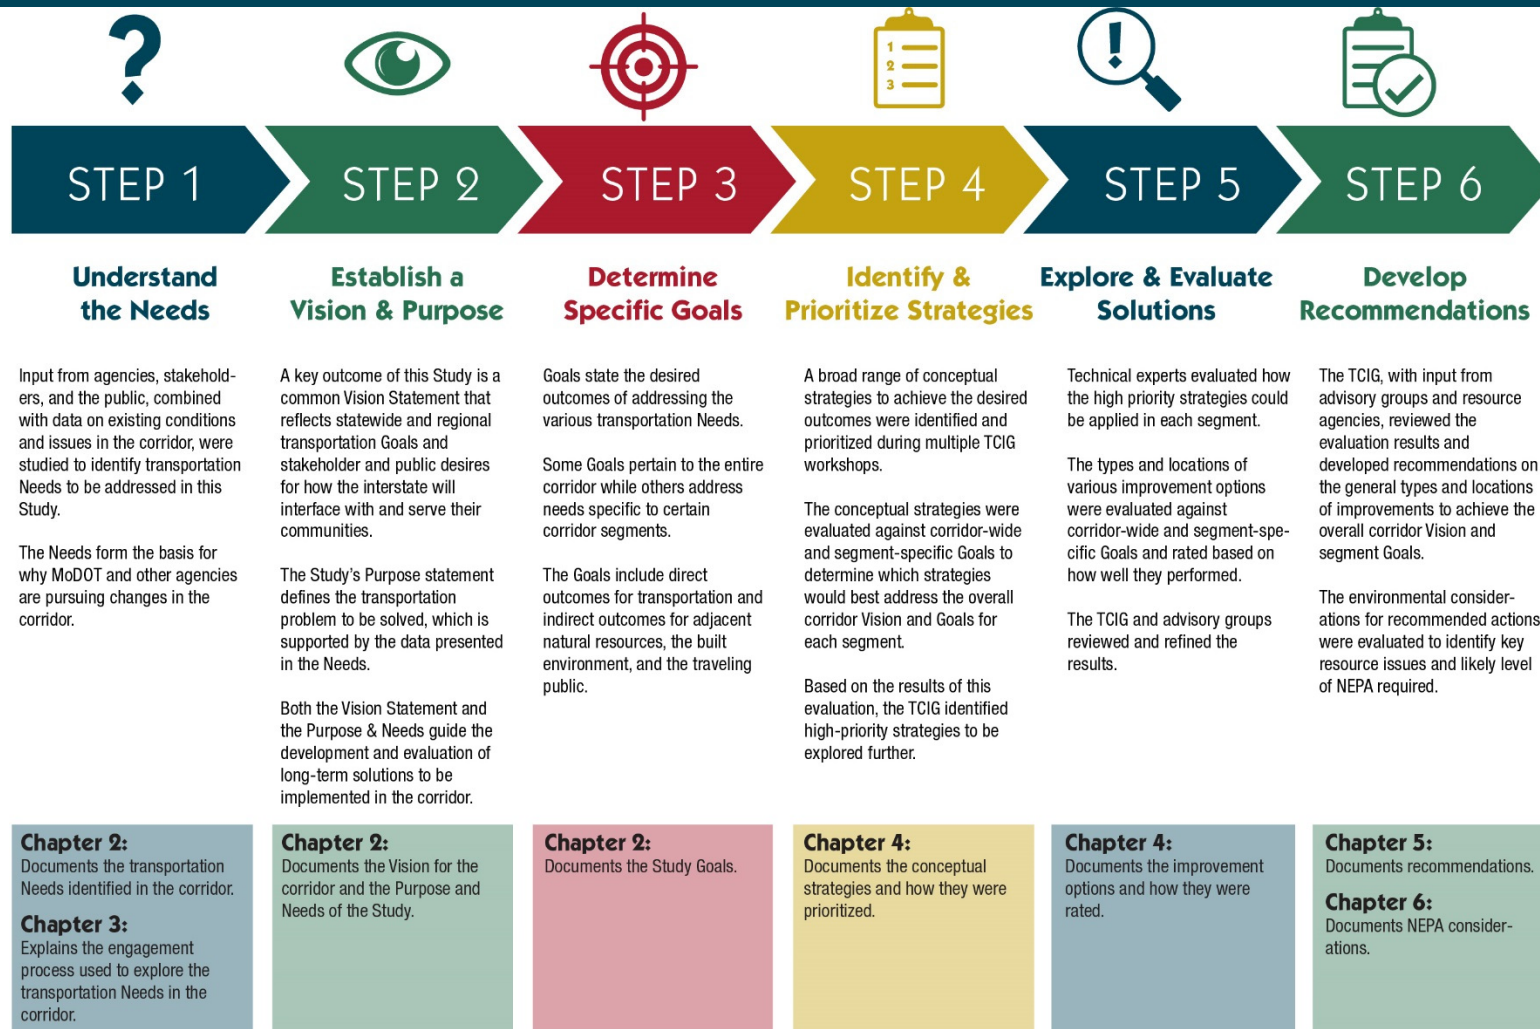 ?
1
2
3
!
STEP 1
STEP 2
STEP 3
STEP 4
STEP 5
STEP 6
Understand
the Needs
Input from agencies, stakehold-
ers, and the public, combined
with data on existing conditions
and issues in the corridor, were
studied to identify transportation
Needs to be addressed in this
Study.
The Needs form the basis for
why MoDOT and other agencies
are pursuing changes in the
corridor.
Chapter 2:
Documents the transportation
Needs identified in the corridor.
Chapter 3:
Explains the engagement
process used to explore the
transportation Needs in the
corridor.
Establish a
Vision & Purpose
A key outcome of this Study is a
common Vision Statement that
reflects statewide and regional
transportation Goals and
stakeholder and public desires
for how the interstate will
interface with and serve their
communities.
The Study's Purpose statement
defines the transportation
problem to be solved, which is
supported by the data presented
in the Needs.
Both the Vision Statement and
the Purpose & Needs guide the
development and evaluation of
long-term solutions to be
implemented in the corridor.
Chapter 2:
Documents the Vision for the
corridor and the Purpose and
Needs of the Study.
Determine
Specific Goals
Goals state the desired
outcomes of addressing the
various transportation Needs.
Some Goals pertain to the entire
corridor while others address
needs specific to certain
corridor segments.
The Goals include direct
outcomes for transportation and
indirect outcomes for adjacent
natural resources, the built
environment, and the traveling
public.
Chapter 2:
Documents the Study Goals.
Identify &
Prioritize Strategies
A broad range of conceptual
strategies to achieve the desired
outcomes were identified and
prioritized during multiple TCIG
workshops.
The conceptual strategies were
evaluated against corridor-wide
and segment-specific Goals to
determine which strategies
would best address the overall
corridor Vision and Goals for
each segment.
Based on the results of this
evaluation, the TCIG identified
high-priority strategies to be
explored further.
Chapter 4:
Documents the conceptual
strategies and how they were
prioritized.
Explore & Evaluate
Solutions
Technical experts evaluated how
the high priority strategies could
be applied in each segment.
The types and locations of
various improvement options
were evaluated against
corridor-wide and segment-spe-
cific Goals and rated based on
how well they performed.
The TCIG and advisory groups
reviewed and refined the
results.
Chapter 4:
Documents the improvement
options and how they were
rated.
Develop
Recommendations
The TCIG, with input from
advisory groups and resource
agencies, reviewed the
evaluation results and
developed recommendations on
the general types and locations
of improvements to achieve the
overall corridor Vision and
segment Goals.
The environmental consider-
ations for recommended actions
were evaluated to identify key
resource issues and likely level
of NEPA required.
Chapter 5:
Documents recommendations.
Chapter 6:
Documents NEPA consider-
ations.